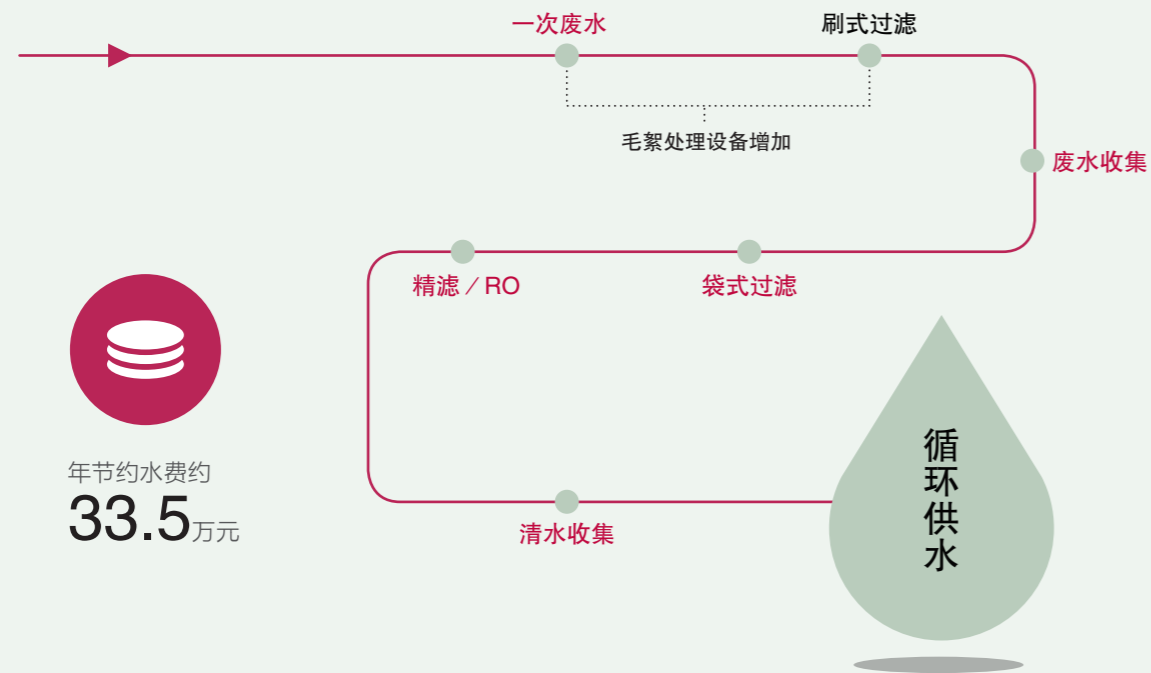 一次废水
刷式过滤
毛絮处理设备增加
废水收集
精滤 / RO
袋式过滤
年节约水费约
33.5万元
清水收集
循环供水